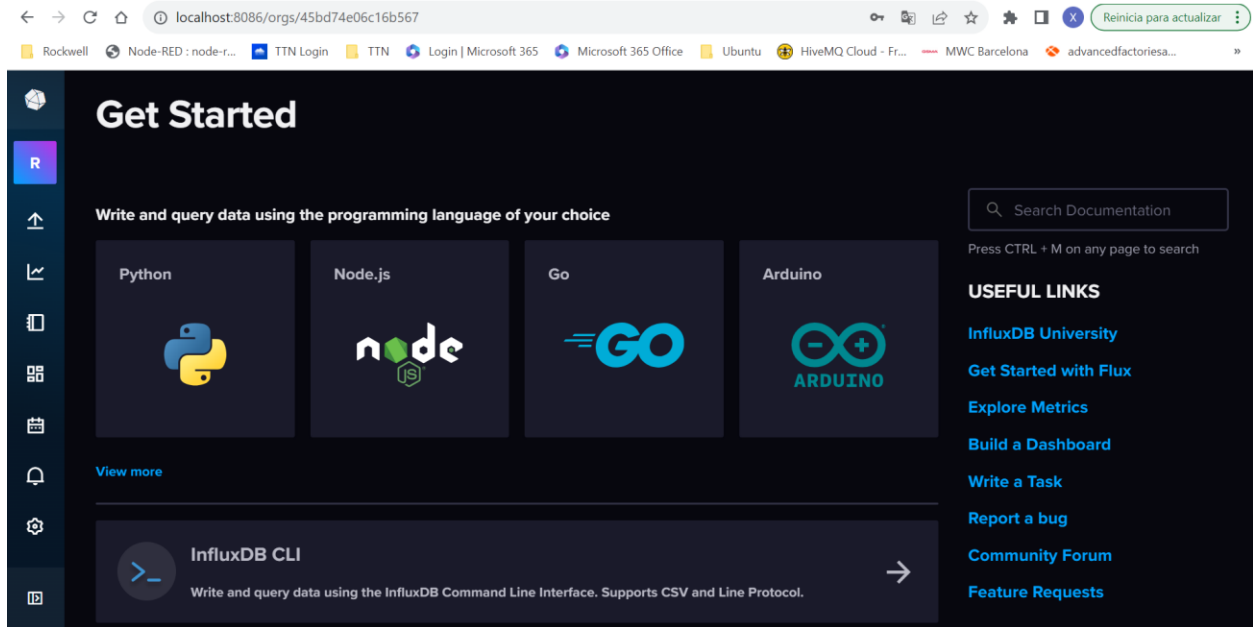 localhost:8086/orgs/45bd74e06c16b567
X
Reinicia para actualizar
Rockwell
Node-RED : node-r...
TTN Login
TTN
Login | Microsoft 365
Microsoft 365 Office
Ubuntu
HiveMQ Cloud - Fr...
MWC Barcelona
advancedfactoriesa...
»
R
Get Started
Write and query data using the programming language of your choice
Python
Node.js
Go
Arduino
node
JS
GO
ARDUINO
View more
InfluxDB CLI
Write and query data using the InfluxDB Command Line Interface. Supports CSV and Line Protocol.
Search Documentation
Press CTRL + M on any page to search
USEFUL LINKS
InfluxDB University
Get Started with Flux
Explore Metrics
Build a Dashboard
Write a Task
Report a bug
Community Forum
Feature Requests